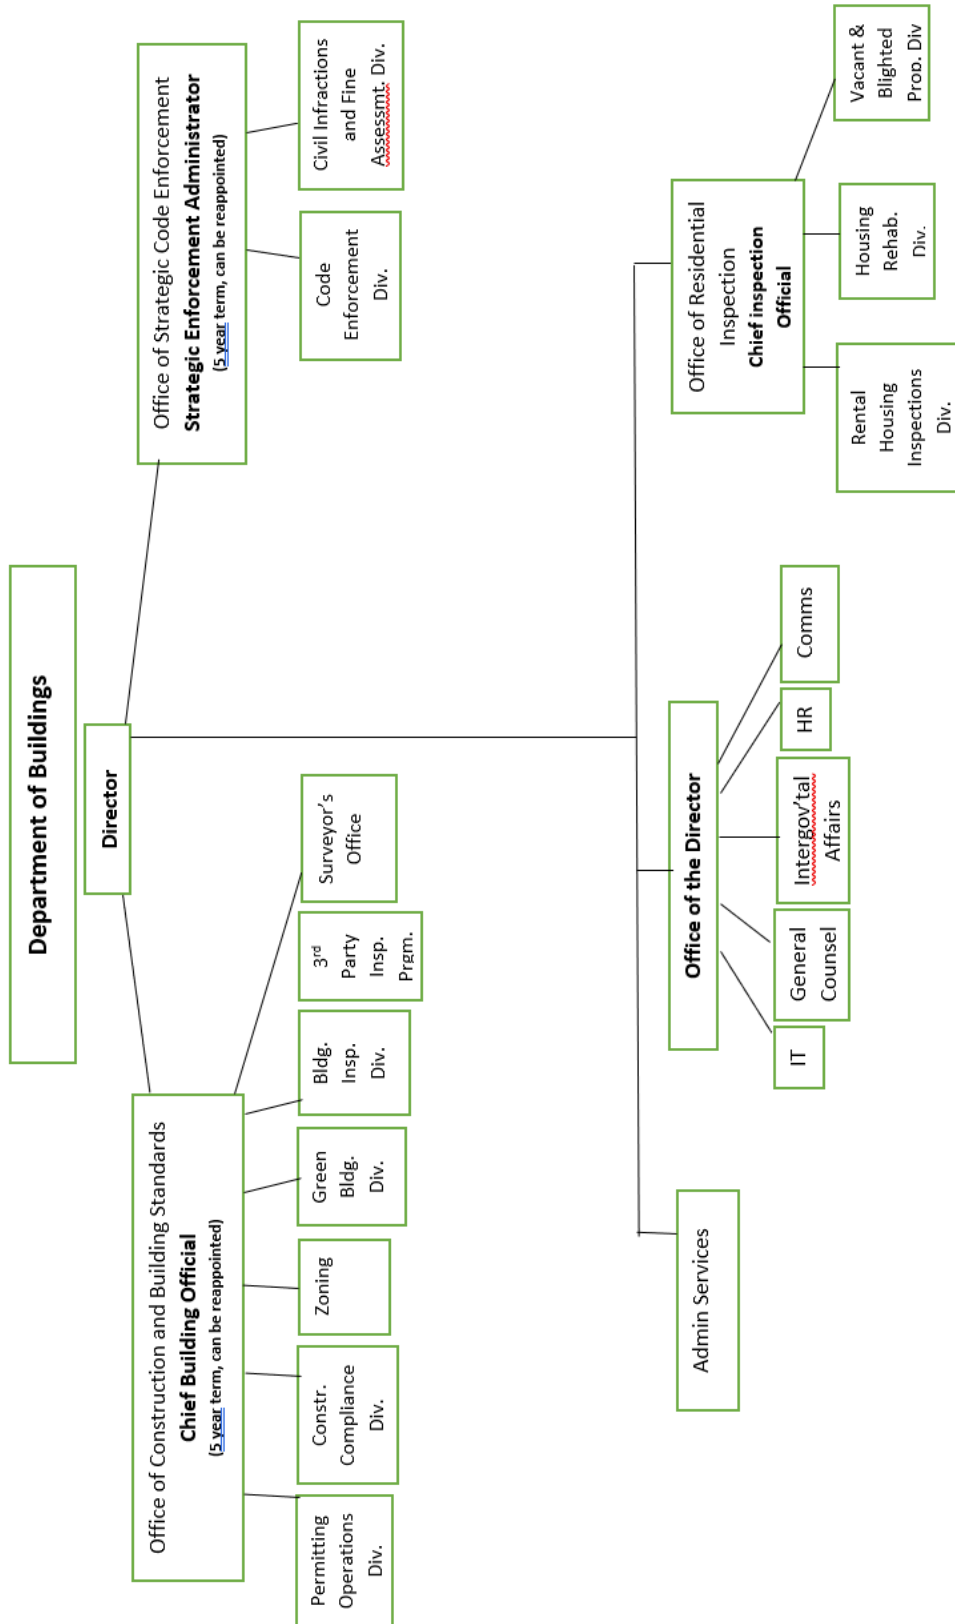 Department of Buildings
Director
Office of Construction and Building Standards
Chief Building Official
(5 year term, can be reappointed)
Office of Strategic Code Enforcement
Strategic Enforcement Administrator
(5 year term, can be reappointed)
Permitting
Operations
Div.
Constr.
Compliance
Div.
Zoning
Green
Bldg.
Div.
Bldg.
Insp.
Div.
3rd
Party
Insp.
Prgm.
Surveyor's
Office
Code
Enforcement
Div.
Civil Infractions
and Fine
Assessmt. Div.
Admin Services
Office of the Director
Office of Residential
Inspection
Chief inspection
Official
IT
General
Counsel
Intergov'tal
Affairs
HR
Comms
Rental
Housing
Inspections
Div.
Housing
Rehab.
Div.
Vacant &
Blighted
Prop. Div